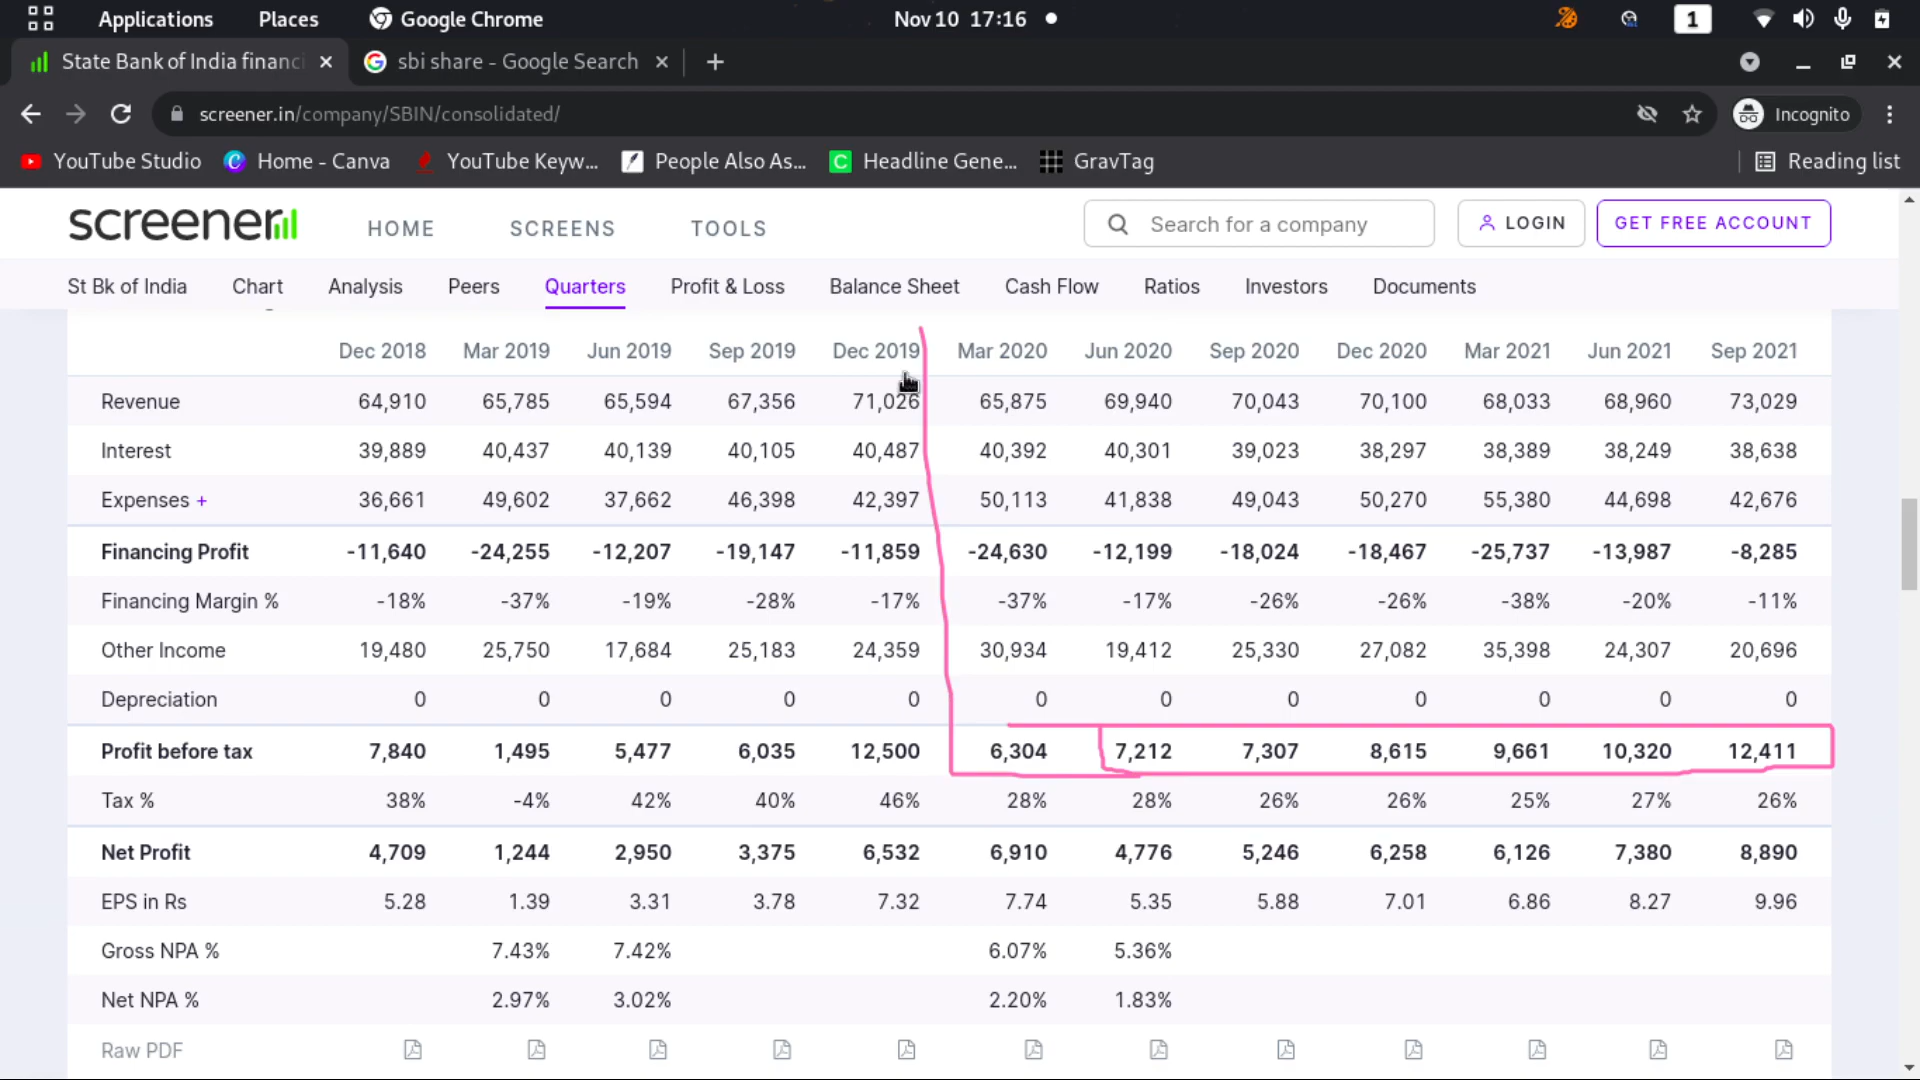 Applications Places Google Chrome Nov 10 17:16 1
State Bank of India financi sbi share - Google Search
screener.in/company/SBIN/consolidated/ Incognito
YouTube Studio Home - Canva YouTube Keyw... People Also As... Headline Gene... GravTag Reading list
screener HOME SCREENS TOOLS Search for a company LOGIN GET FREE ACCOUNT
St Bk of India Chart Analysis Peers Quarters Profit & Loss Balance Sheet Cash Flow Ratios Investors Documents
Dec 2018 Mar 2019 Jun 2019 Sep 2019 Dec 2019 Mar 2020 Jun 2020 Sep 2020 Dec 2020 Mar 2021 Jun 2021 Sep 2021
Revenue 64,910 65,785 65,594 67,356 71,026 65,875 69,940 70,043 70,100 68,033 68,960 73,029
Interest 39,889 40,437 40,139 40,105 40,487 40,392 40,301 39,023 38,297 38,389 38,249 38,638
Expenses + 36,661 49,602 37,662 46,398 42,397 50,113 41,838 49,043 50,270 55,380 44,698 42,676
Financing Profit -11,640 -24,255 -12,207 -19,147 -11,859 -24,630 -12,199 -18,024 -18,467 -25,737 -13,987 -8,285
Financing Margin % -18% -37% -19% -28% -17% -37% -17% -26% -26% -38% -20% -11%
Other Income 19,480 25,750 17,684 25,183 24,359 30,934 19,412 25,330 27,082 35,398 24,307 20,696
Depreciation 0 0 0 0 0 0 0 0 0 0 0 0
Profit before tax 7,840 1,495 5,477 6,035 12,500 6,304 7,212 7,307 8,615 9,661 10,320 12,411
Tax % 38% -4% 42% 40% 46% 28% 28% 26% 26% 25% 27% 26%
Net Profit 4,709 1,244 2,950 3,375 6,532 6,910 4,776 5,246 6,258 6,126 7,380 8,890
EPS in Rs 5.28 1.39 3.31 3.78 7.32 7.74 5.35 5.88 7.01 6.86 8.27 9.96
Gross NPA % 7.43% 7.42% 6.07% 5.36%
Net NPA % 2.97% 3.02% 2.20% 1.83%
Raw PDF